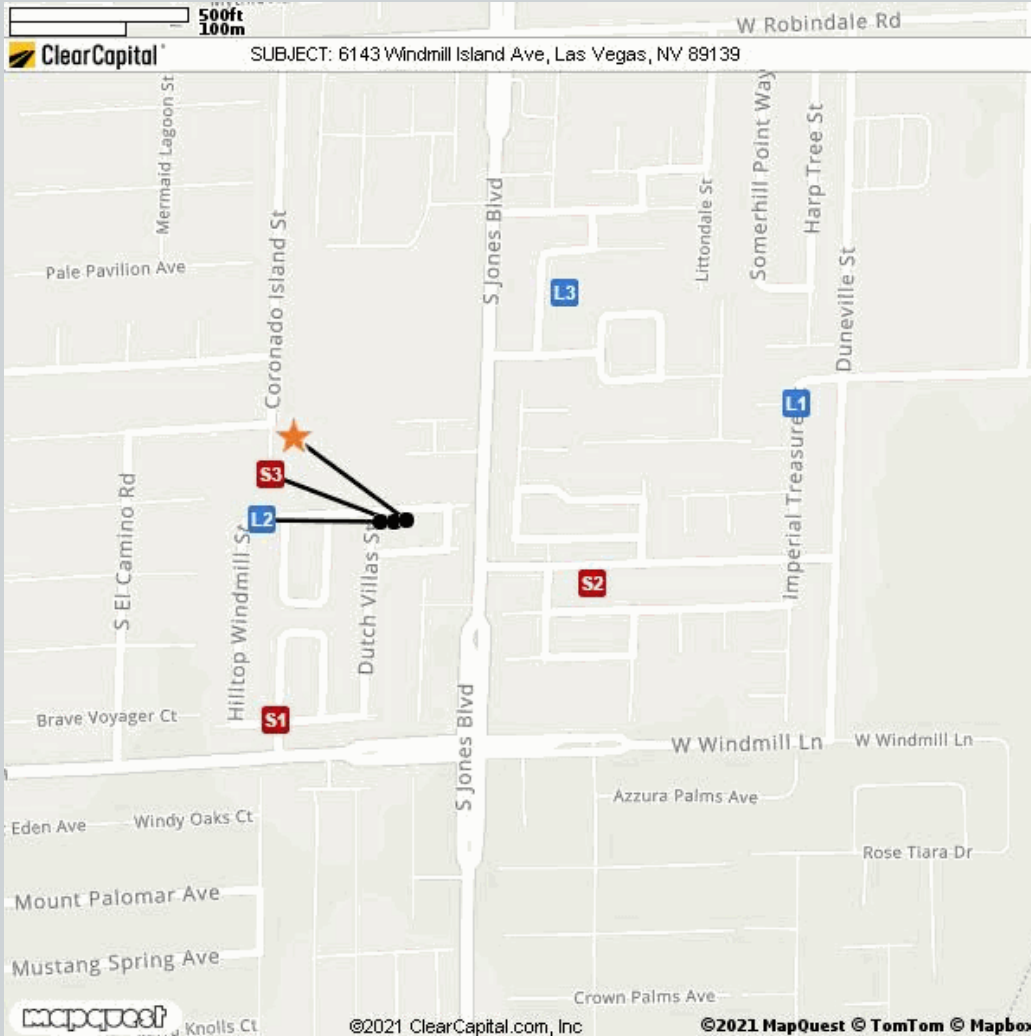 500ft
100m
W Robindale Rd
ClearCapital
SUBJECT: 6143 Windmill Island Ave, Las Vegas, NV 89139
Mermaid Lagoon St
Coronado Island St
S Jones Blvd
Littondale St
Somerhill Point Way
Harp Tree St
Duneville St
Pale Pavilion Ave
L3
L1
S3
L2
S El Camino Rd
Hilltop Windmill St
Dutch Villas St
Imperial Treasure
S2
S1
Brave Voyager Ct
S Jones Blvd
W Windmill Ln
W Windmill Ln
Azzura Palms Ave
Eden Ave
Windy Oaks Ct
Rose Tiara Dr
Mount Palomar Ave
Mustang Spring Ave
Crown Palms Ave
mapquest
Knolls Ct
©2021 ClearCapital.com, Inc
©2021 MapQuest © TomTom © Mapbox